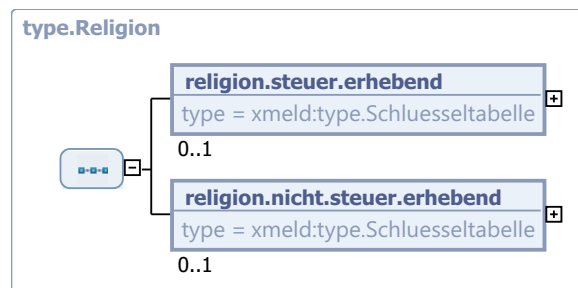 type.Religion
religion.steuer.erhebend
type = xmeld:type.Schluesseltabelle
0..1
religion.nicht.steuer.erhebend
type = xmeld:type.Schluesseltabelle
0..1